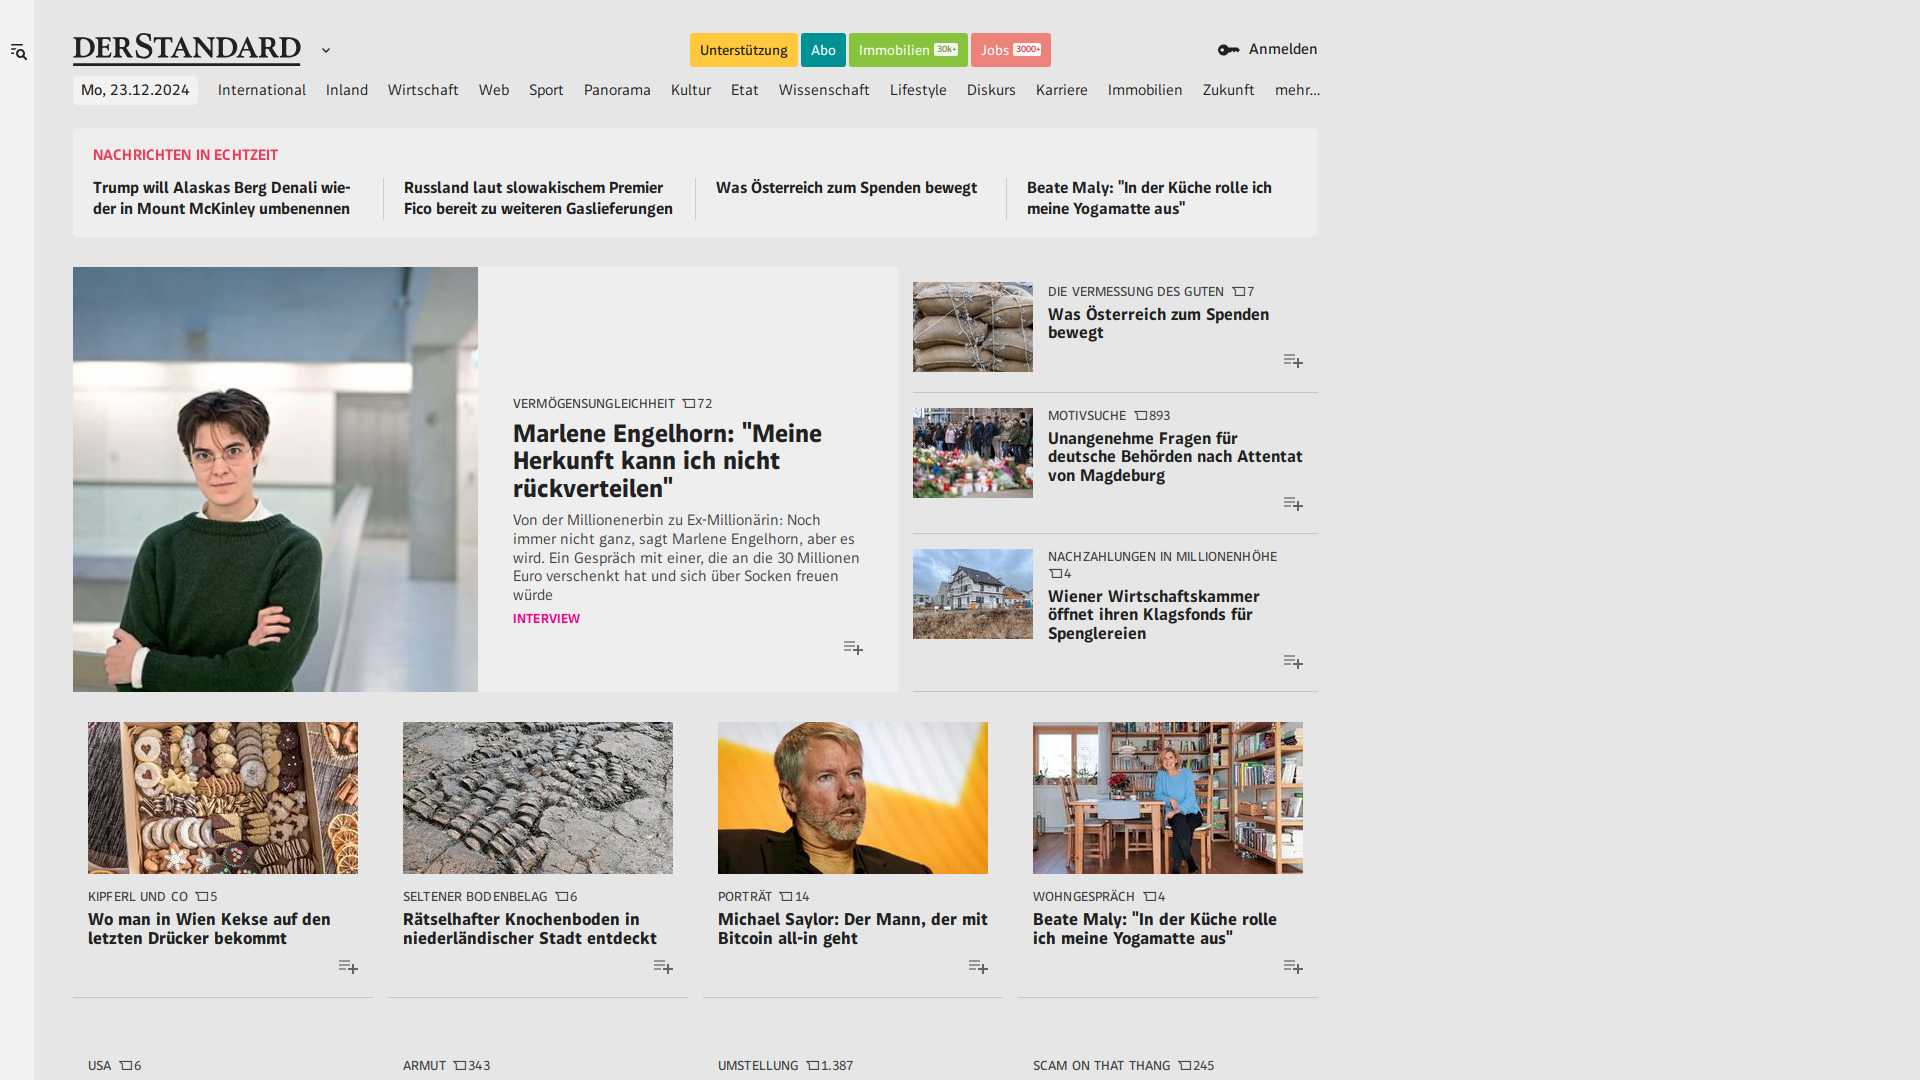 DERSTANDARD
Unterstützung
Abo
Immobilien 30k+
Jobs 3000+
Anmelden
Mo, 23.12.2024
International
Inland
Wirtschaft
Web
Sport
Panorama
Kultur
Etat
Wissenschaft
Lifestyle
Diskurs
Karriere
Immobilien
Zukunft
mehr...
NACHRICHTEN IN ECHTZEIT
Trump will Alaskas Berg Denali wie-
der in Mount McKinley umbenennen
Russland laut slowakischem Premier
Fico bereit zu weiteren Gaslieferungen
Was Österreich zum Spenden bewegt
Beate Maly: "In der Küche rolle ich
meine Yogamatte aus"
VERMÖGENSUNGLEICHHEIT 72
Marlene Engelhorn: "Meine
Herkunft kann ich nicht
rückverteilen"
Von der Millionenerbin zu Ex-Millionärin: Noch
immer nicht ganz, sagt Marlene Engelhorn, aber es
wird. Ein Gespräch mit einer, die an die 30 Millionen
Euro verschenkt hat und sich über Socken freuen
würde
INTERVIEW
DIE VERMESSUNG DES GUTEN 7
Was Österreich zum Spenden
bewegt
MOTIVSUCHE 893
Unangenehme Fragen für
deutsche Behörden nach Attentat
von Magdeburg
NACHZAHLUNGEN IN MILLIONENHÖHE
4
Wiener Wirtschaftskammer
öffnet ihren Klagsfonds für
Spenglereien
KIPFERL UND CO 5
Wo man in Wien Kekse auf den
letzten Drücker bekommt
SELTENER BODENBELAG 6
Rätselhafter Knochenboden in
niederländischer Stadt entdeckt
PORTRÄT 14
Michael Saylor: Der Mann, der mit
Bitcoin all-in geht
WOHNGESPRÄCH 4
Beate Maly: "In der Küche rolle
ich meine Yogamatte aus"
USA 6
ARMUT 343
UMSTELLUNG 1.387
SCAM ON THAT THANG 245